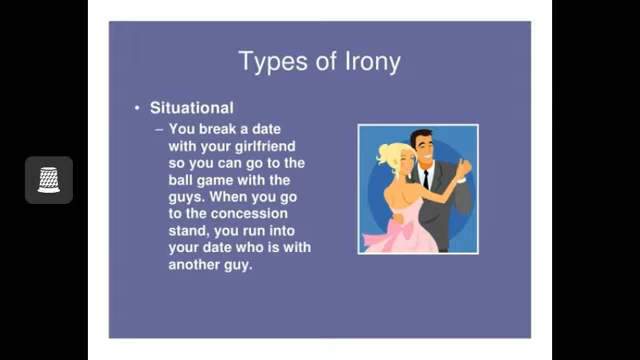 Types of Irony
• Situational
– You break a date
with your girlfriend
so you can go to the
ball game with the
guys. When you go
to the concession
stand, you run into
your date who is with
another guy.